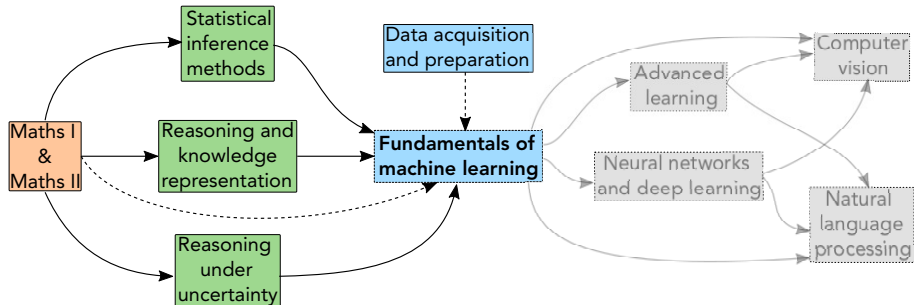 Statistical
inference
methods
Data acquisition
and preparation
Computer
vision
Advanced
learning
Maths I
&
Maths II
Reasoning and
knowledge
representation
Fundamentals of
machine learning
Neural networks
and deep learning
Natural
language
processing
Reasoning
under
uncertainty